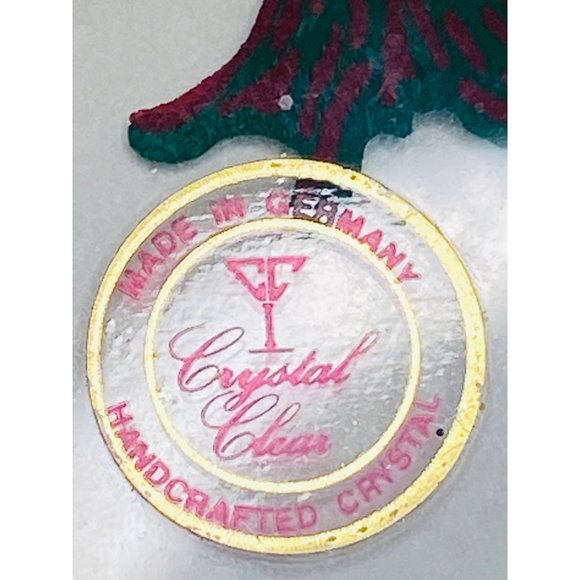 MADE IN GERMANY
CC
Crystal
Clear
HANDCRAFTED CRYSTAL